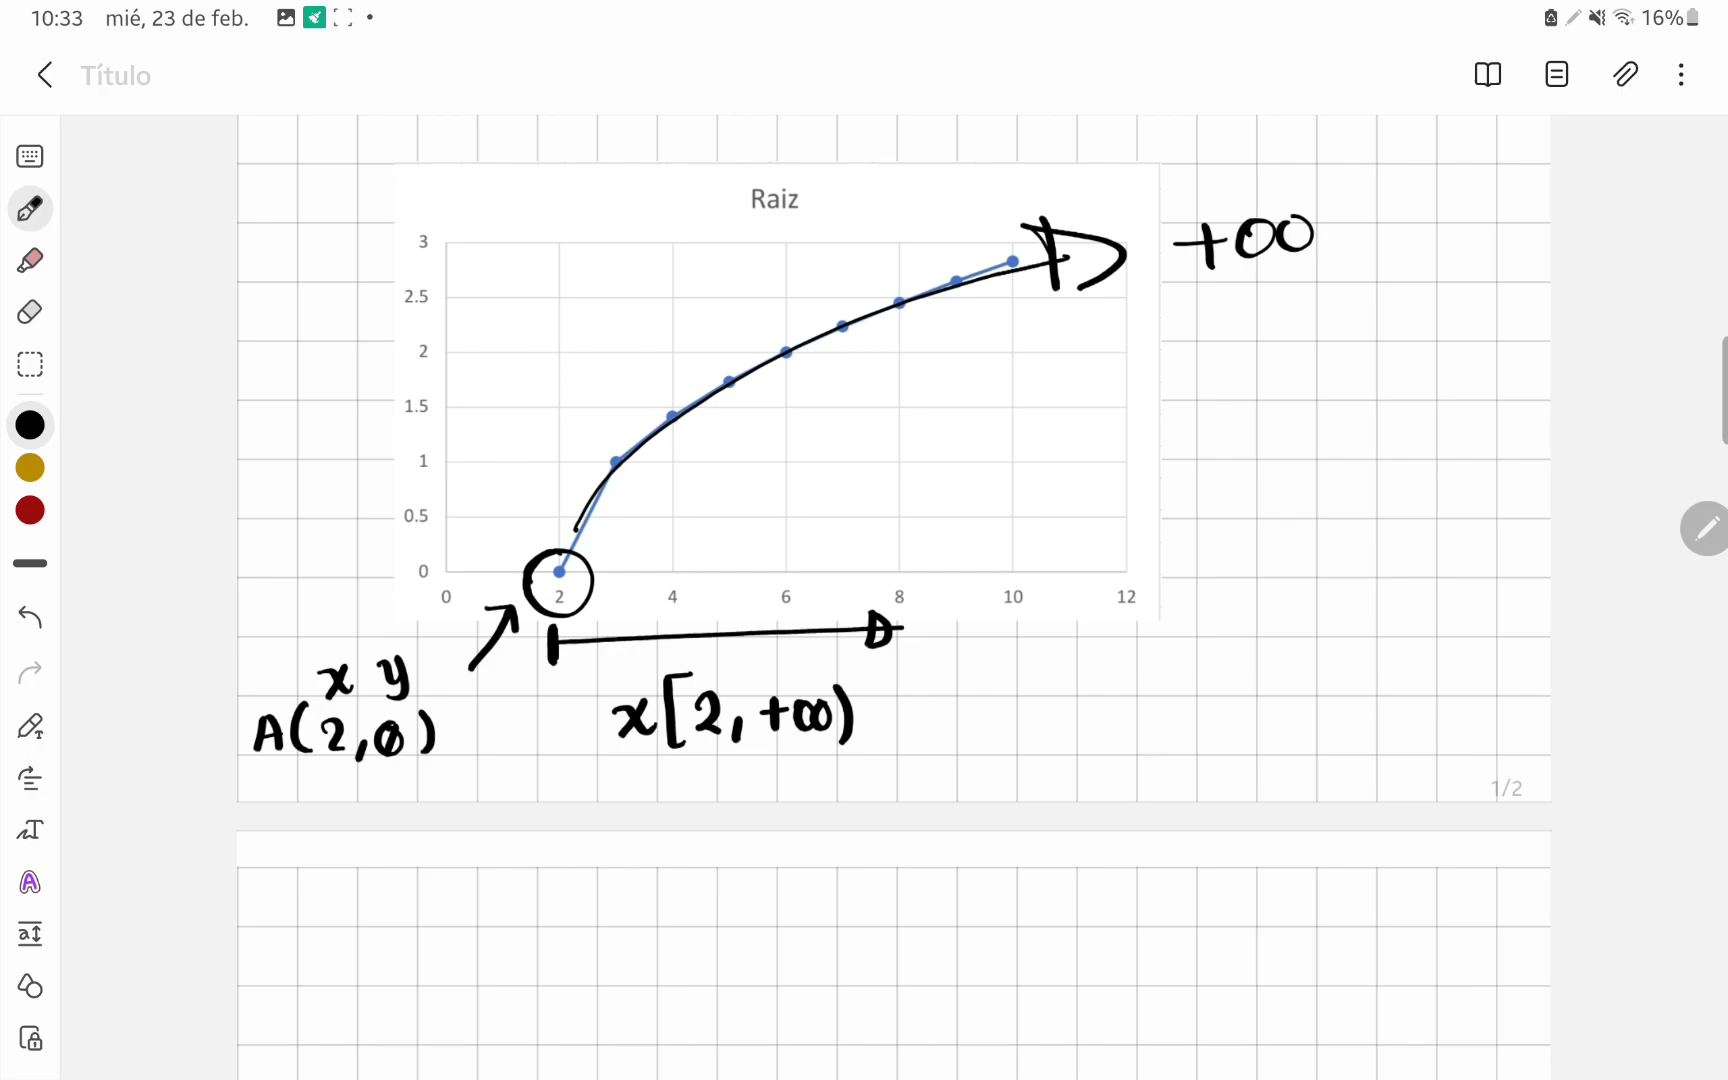 10:33 mié, 23 de feb. 16%
Título
Raiz
3
2.5
2
1.5
1
0.5
0
0 2 4 6 8 10 12
+00
x y
A(2,0)
x[2,+∞)
1/2